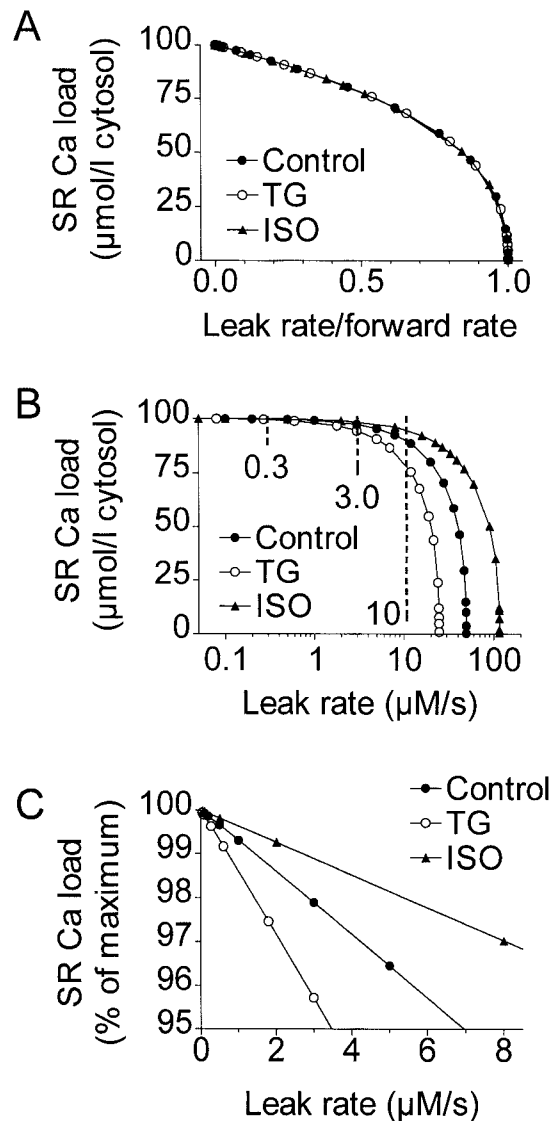 A
SR Ca load
(µmol/l cytosol)
100
75
50
25
0
Control
TG
ISO
0.0
0.5
1.0
Leak rate/forward rate
B
SR Ca load
(µmol/l cytosol)
100
75
50
25
0
0.3
3.0
10
Control
TG
ISO
0.1
1
10
100
Leak rate (µM/s)
C
SR Ca load
(% of maximum)
Control
TG
ISO
100
99
98
97
96
95
0
2
4
6
8
Leak rate (µM/s)